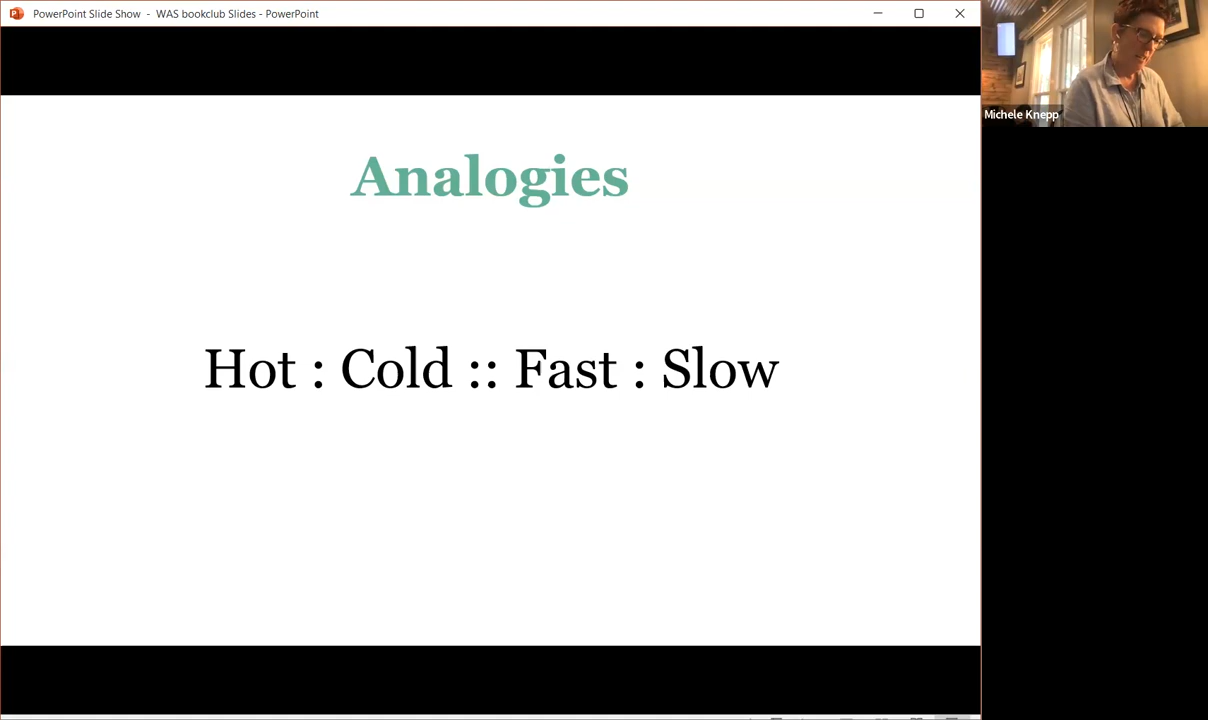 PowerPoint Slide Show - WAS bookclub Slides - PowerPoint
Michele Knepp
Analogies
Hot : Cold :: Fast : Slow